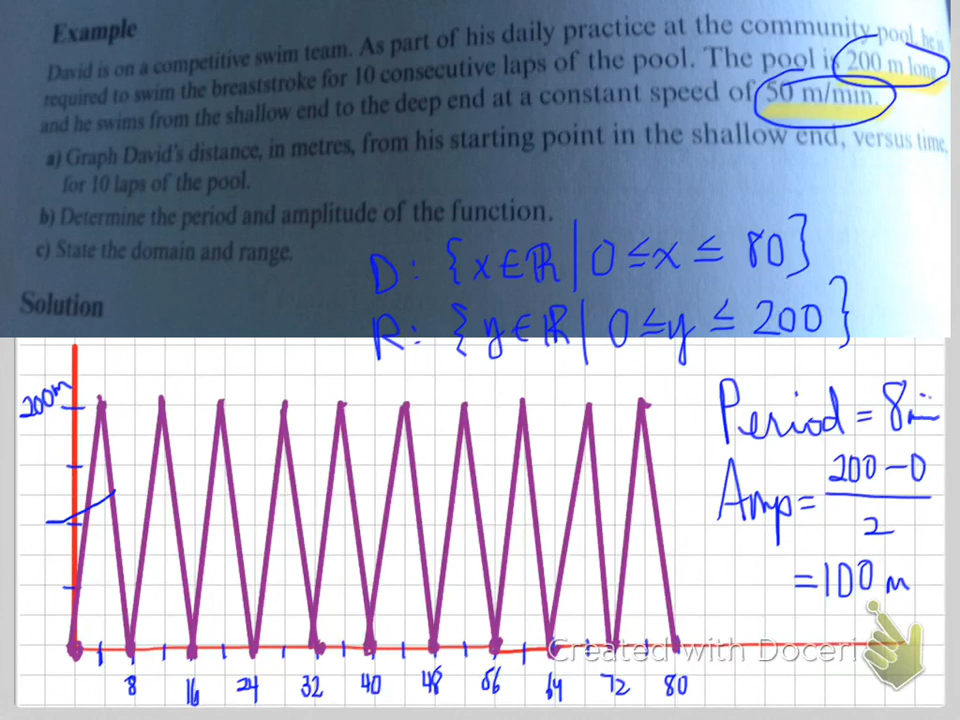 Example
David is on a competitive swim team. As part of his daily practice at the community pool, he is
required to swim the breaststroke for 10 consecutive laps of the pool. The pool is 200 m long,
and he swims from the shallow end to the deep end at a constant speed of 50 m/min.
a) Graph David's distance, in metres, from his starting point in the shallow end, versus time,
for 10 laps of the pool.
b) Determine the period and amplitude of the function.
c) State the domain and range.
D: {x∈ℝ | 0 ≤ x ≤ 80}
Solution
R: {y∈ℝ | 0 ≤ y ≤ 200}
200m
Period = 8 min
Amp = 200 - 0
2
= 100 m
Created with Doceri
8 16 24 32 40 48 56 64 72 80